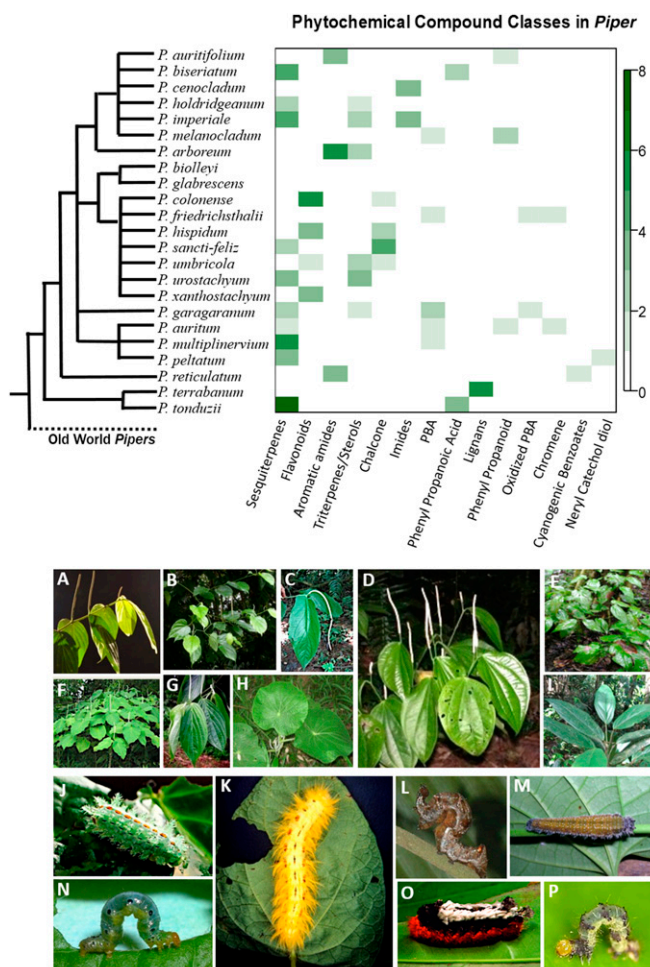 Phytochemical Compound Classes in Piper
P. auritifolium
P. biseriatum
P. cenocladum
P. holdridgeanum
P. imperiale
P. melanocladum
P. arboreum
P. biolleyi
P. glabrescens
P. colonense
P. friedrichsthalii
P. hispidum
P. sancti-feliz
P. umbricola
P. urostachyum
P. xanthostachyum
P. garagaranum
P. auritum
P. multiplinervium
P. peltatum
P. reticulatum
P. terrabanum
P. tonduzii
Old World Pipers
8
6
4
2
0
Sesquiterpenes
Flavonoids
Aromatic amides
Triterpenes/Sterols
Chalcone
Imides
PBA
Phenyl Propanoic Acid
Lignans
Phenyl Propanoid
Oxidized PBA
Chromene
Cyanogenic Benzoates
Neryl Catechol diol
A
B
C
D
E
F
G
H
I
J
K
L
M
N
O
P